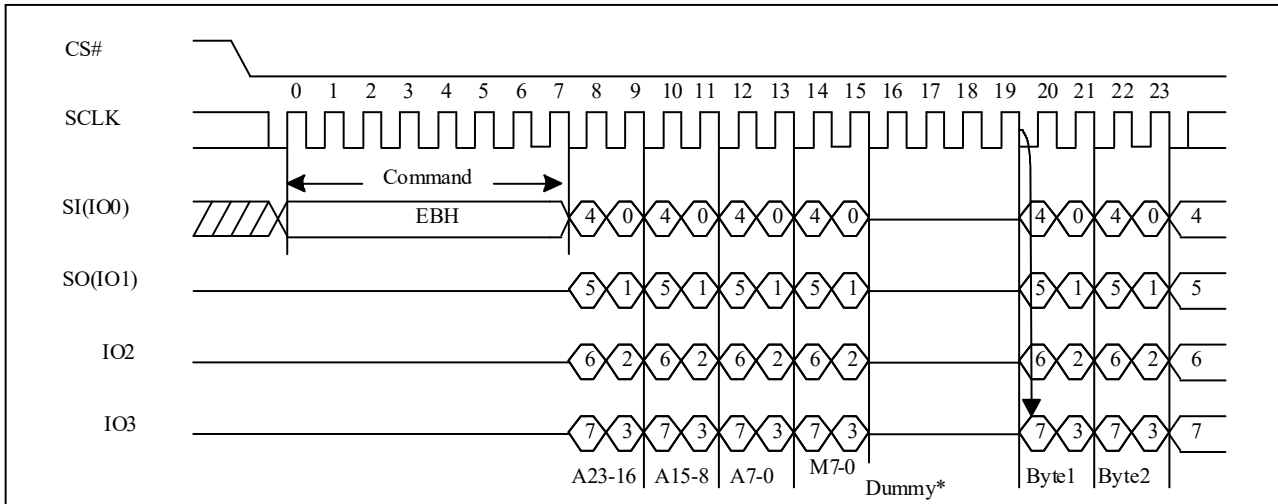 CS#
0 1 2 3 4 5 6 7 8 9 10 11 12 13 14 15 16 17 18 19 20 21 22 23
SCLK
Command
SI(IO0) EBH 4 0 4 0 4 0 4 0 4 0 4 0 4
SO(IO1) 5 1 5 1 5 1 5 1 5 1 5 1 5
IO2 6 2 6 2 6 2 6 2 6 2 6 2 6
IO3 7 3 7 3 7 3 7 3 7 3 7 3 7
A23-16 A15-8 A7-0 M7-0 Dummy* Byte1 Byte2